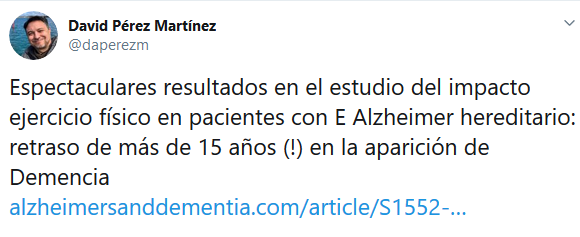 David Pérez Martínez
@daperezm
Espectaculares resultados en el estudio del impacto
ejercicio físico en pacientes con E Alzheimer hereditario:
retraso de más de 15 años (!) en la aparición de
Demencia
alzheimersanddementia.com/article/S1552-...